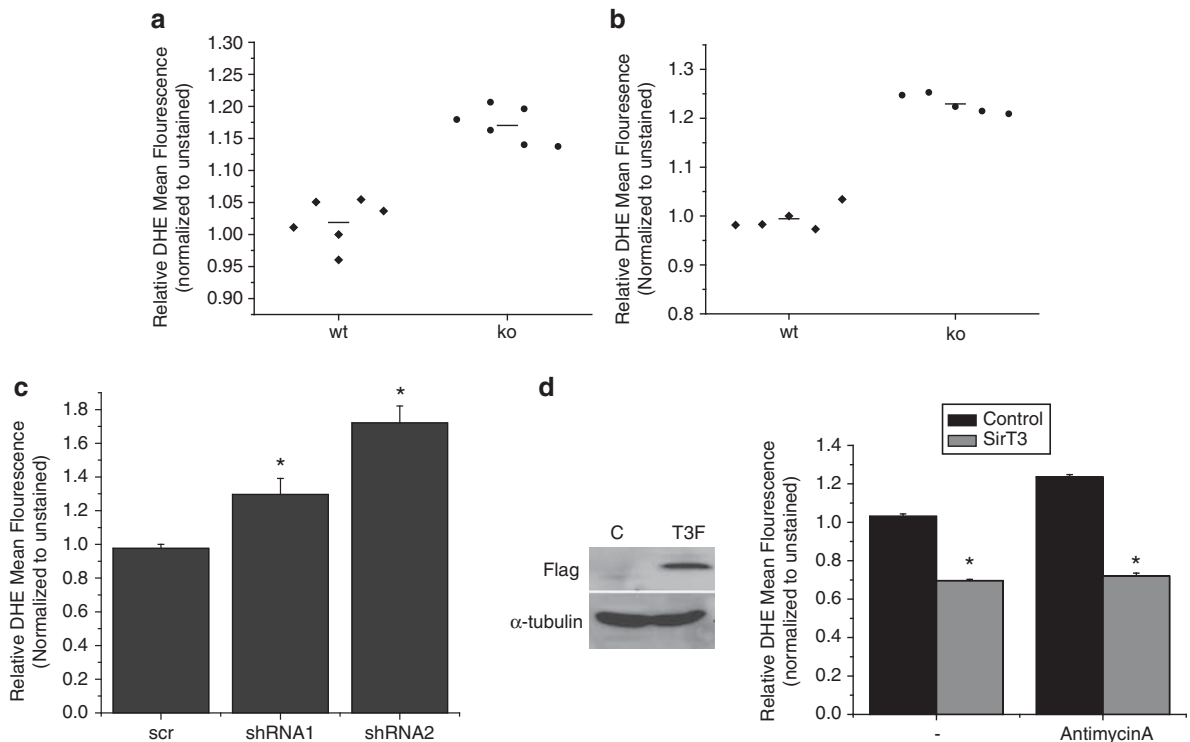 a
Relative DHE Mean Flourescence
(normalized to unstained)
1.30
1.25
1.20
1.15
1.10
1.05
1.00
0.95
0.90
wt
ko
b
Relative DHE Mean Flouresence
(Normalized to unstained)
1.3
1.2
1.1
1.0
0.9
0.8
wt
ko
c
Relative DHE Mean Flourescence
(Normalized to unstained)
1.8
1.6
1.4
1.2
1.0
0.8
0.6
0.4
0.2
0.0
*
*
scr
shRNA1
shRNA2
d
C
T3F
Flag
α-tubulin
Control
SirT3
Relative DHE Mean Flourescence
(normalized to unstained)
1.4
1.2
1.0
0.8
0.6
0.4
0.2
0.0
*
*
-
AntimycinA